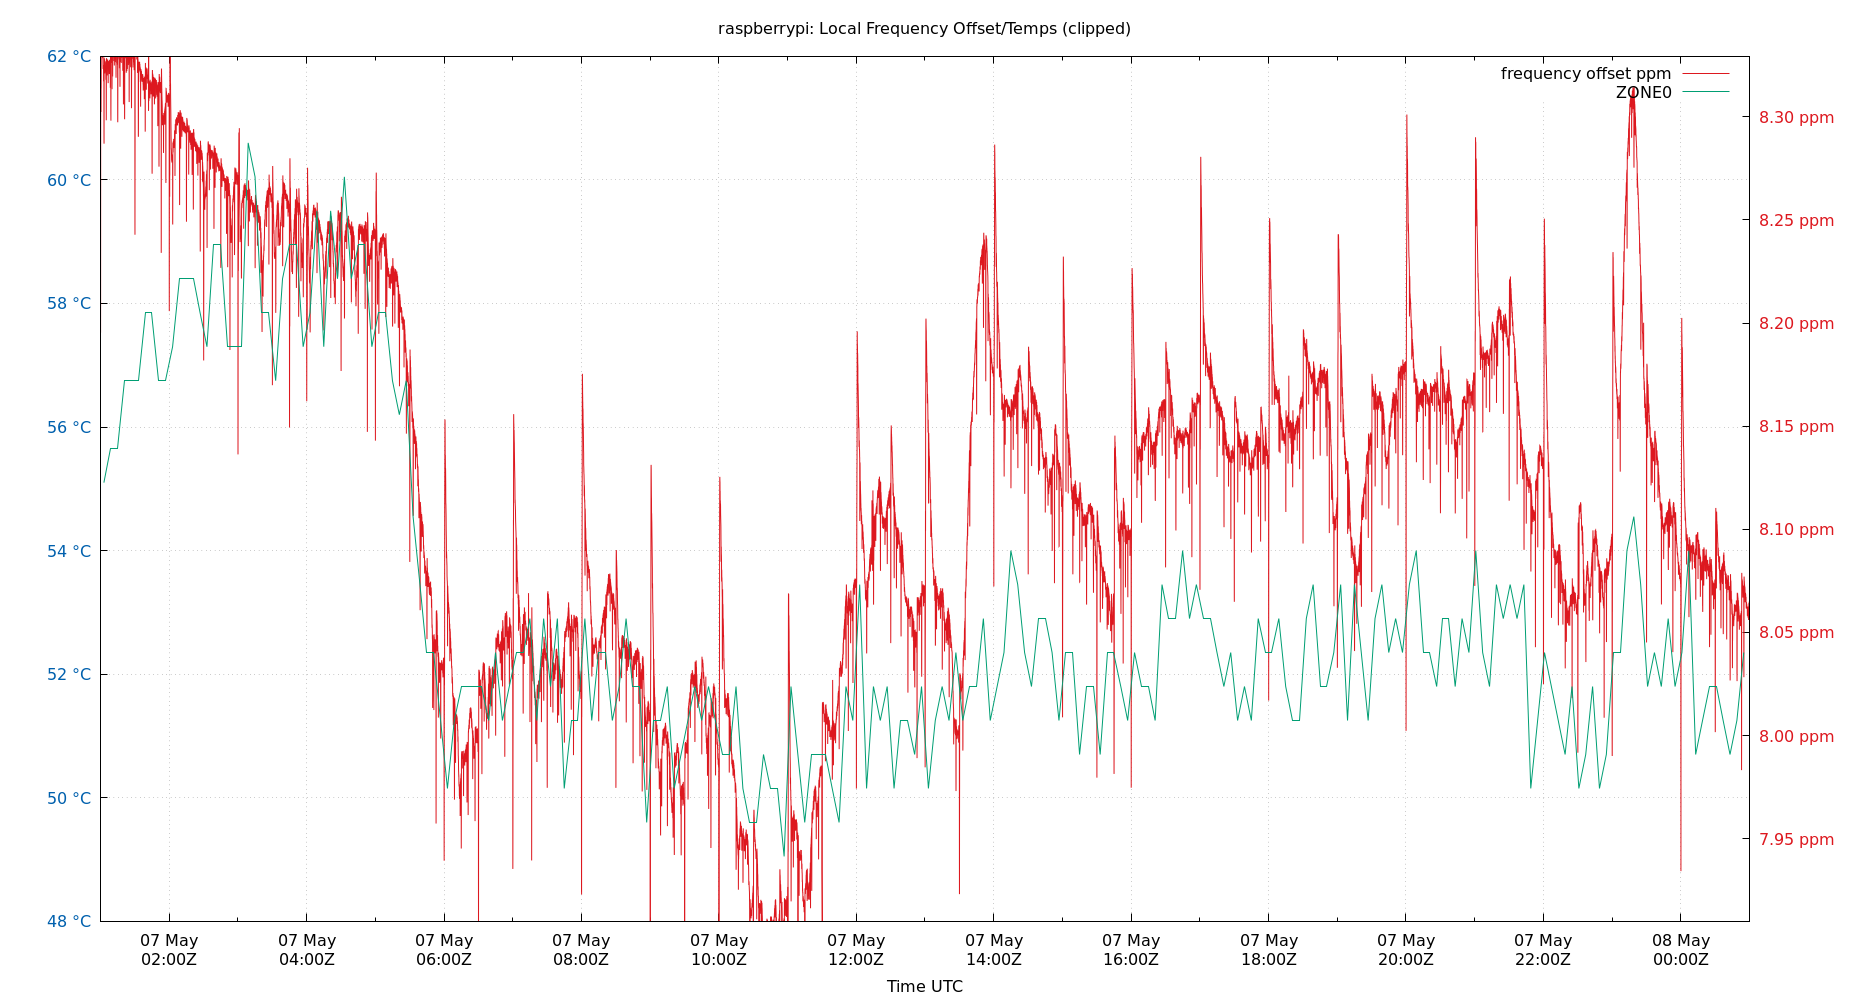 raspberrypi: Local Frequency Offset/Temps (clipped)
62 °C
60 °C
58 °C
56 °C
54 °C
52 °C
50 °C
48 °C
frequency offset ppm
ZONE0
8.30 ppm
8.25 ppm
8.20 ppm
8.15 ppm
8.10 ppm
8.05 ppm
8.00 ppm
7.95 ppm
07 May 07 May 07 May 07 May 07 May 07 May 07 May 07 May 07 May 07 May 07 May 08 May
02:00Z 04:00Z 06:00Z 08:00Z 10:00Z 12:00Z 14:00Z 16:00Z 18:00Z 20:00Z 22:00Z 00:00Z
Time UTC